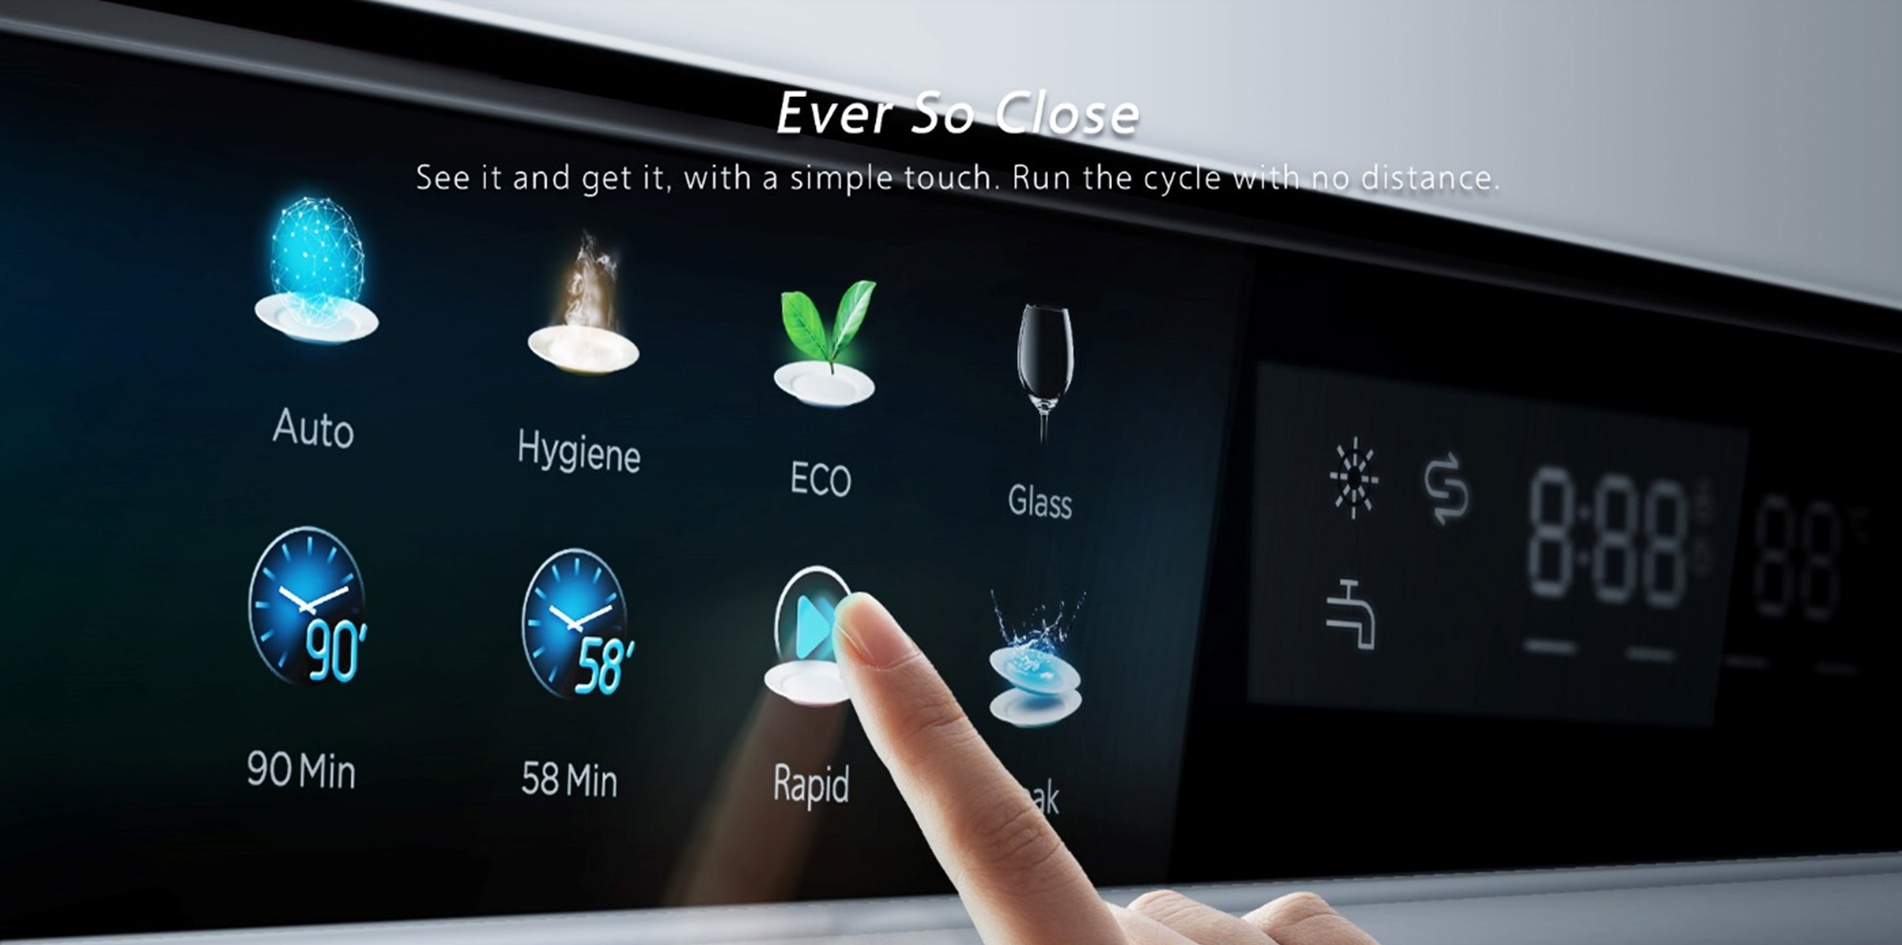 Ever So Close
See it and get it, with a simple touch. Run the cycle with no distance.
Auto
Hygiene
ECO
Glass
90'
58'
90 Min
58 Min
Rapid
8:88
88